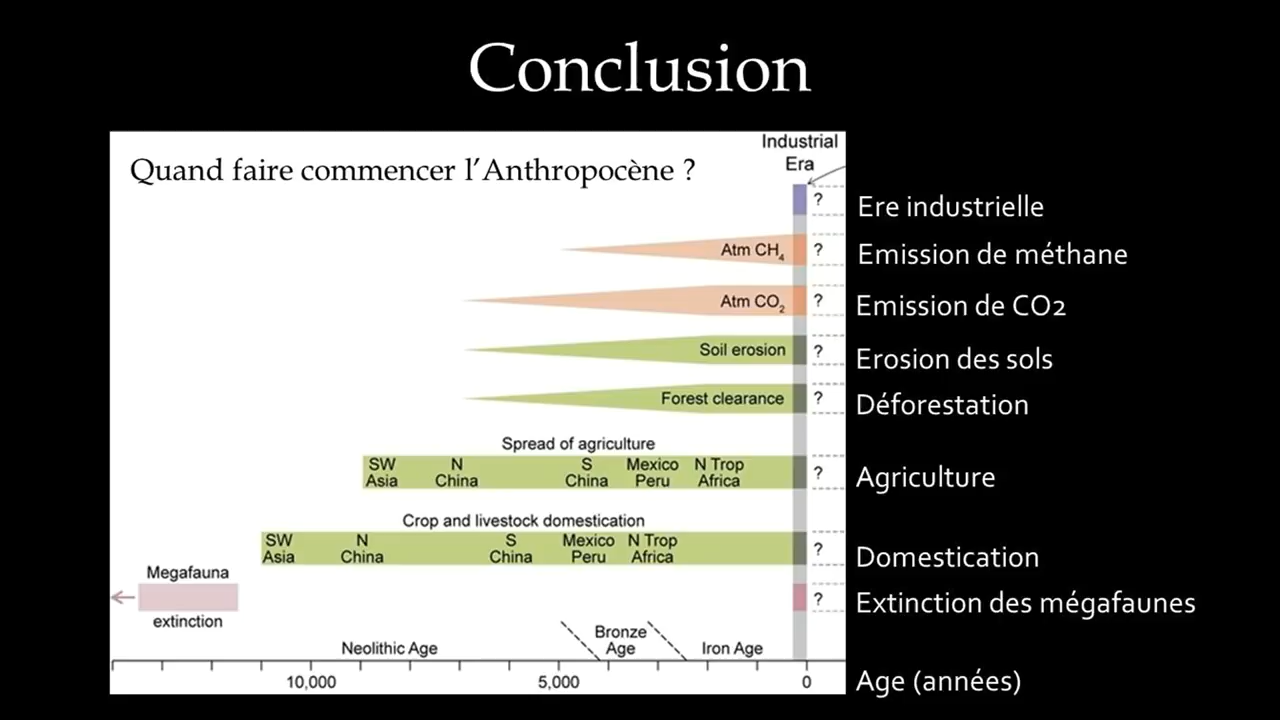 Conclusion
Quand faire commencer l’Anthropocène ?
Industrial
Era
?
Ere industrielle
Atm CH₄
?
Emission de méthane
Atm CO₂
?
Emission de CO2
Soil erosion
?
Erosion des sols
Forest clearance
?
Déforestation
Spread of agriculture
SW Asia
N China
S China
Mexico Peru
N Trop Africa
?
Agriculture
Crop and livestock domestication
SW Asia
N China
S China
Mexico Peru
N Trop Africa
?
Domestication
Megafauna
extinction
?
Extinction des mégafaunes
Neolithic Age
Bronze Age
Iron Age
10,000
5,000
0
Age (années)